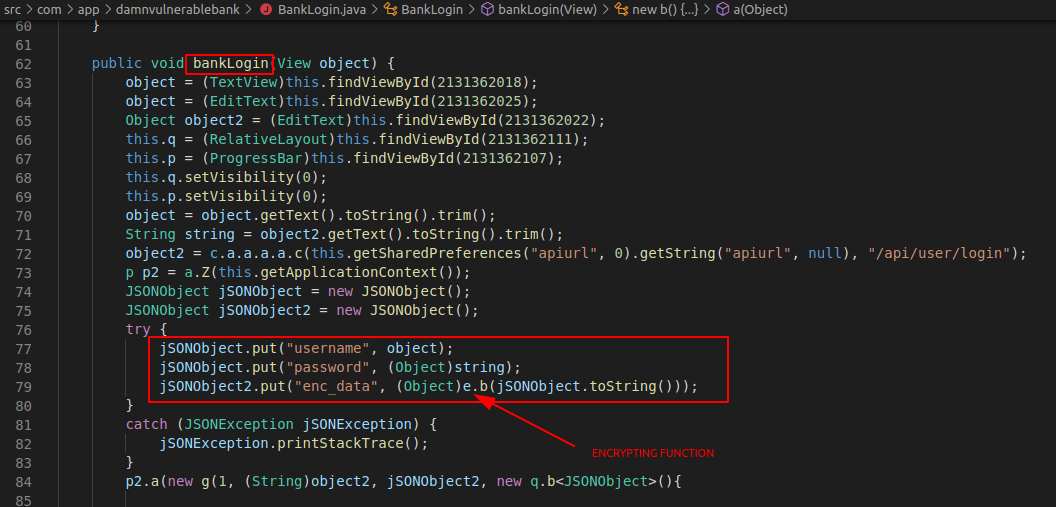 src > com > app > damnvulnerablebank > BankLogin.java > BankLogin > bankLogin(View) > new b() {...} > a(Object)
60 }
61
62 public void bankLogin(View object) {
63 object = (TextView)this.findViewById(2131362018);
64 object = (EditText)this.findViewById(2131362025);
65 Object object2 = (EditText)this.findViewById(2131362022);
66 this.q = (RelativeLayout)this.findViewById(2131362111);
67 this.p = (ProgressBar)this.findViewById(2131362107);
68 this.q.setVisibility(0);
69 this.p.setVisibility(0);
70 object = object.getText().toString().trim();
71 String string = object2.getText().toString().trim();
72 object2 = c.a.a.a.a.c(this.getSharedPreferences("apiurl", 0).getString("apiurl", null), "/api/user/login");
73 p p2 = a.Z(this.getApplicationContext());
74 JSONObject jSONObject = new JSONObject();
75 JSONObject jSONObject2 = new JSONObject();
76 try {
77 jSONObject.put("username", object);
78 jSONObject.put("password", (Object)string);
79 jSONObject2.put("enc_data", (Object)e.b(jSONObject.toString()));
80 }
81 catch (JSONException jSONException) {
82 jSONException.printStackTrace();
83 }
ENCRYPTING FUNCTION
84 p2.a(new g(1, (String)object2, jSONObject2, new q.b<JSONObject>(){
85